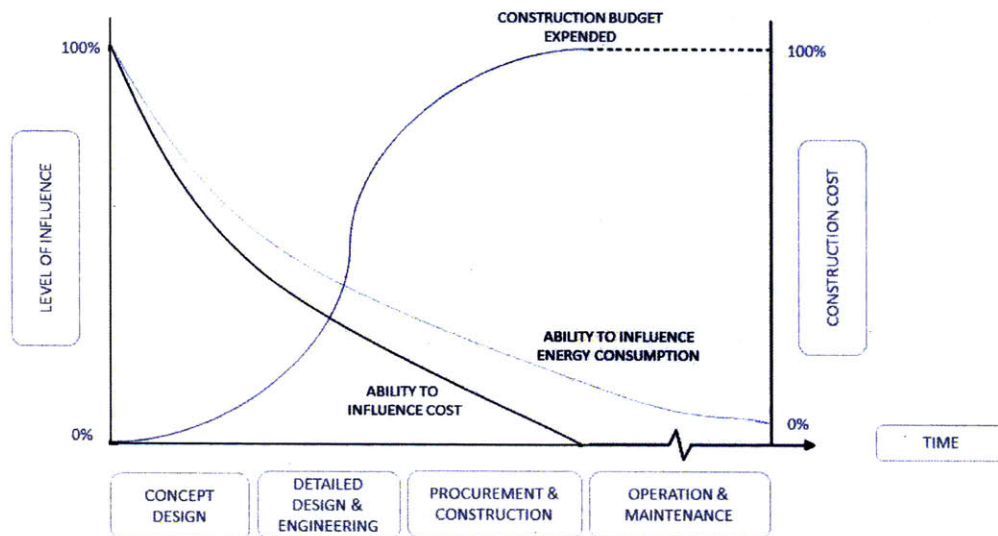 CONSTRUCTION BUDGET
EXPENDED
100%
100%
LEVEL OF INFLUENCE
CONSTRUCTION COST
ABILITY TO INFLUENCE
ENERGY CONSUMPTION
ABILITY TO
INFLUENCE COST
0%
0%
TIME
CONCEPT
DESIGN
DETAILED
DESIGN &
ENGINEERING
PROCUREMENT &
CONSTRUCTION
OPERATION &
MAINTENANCE